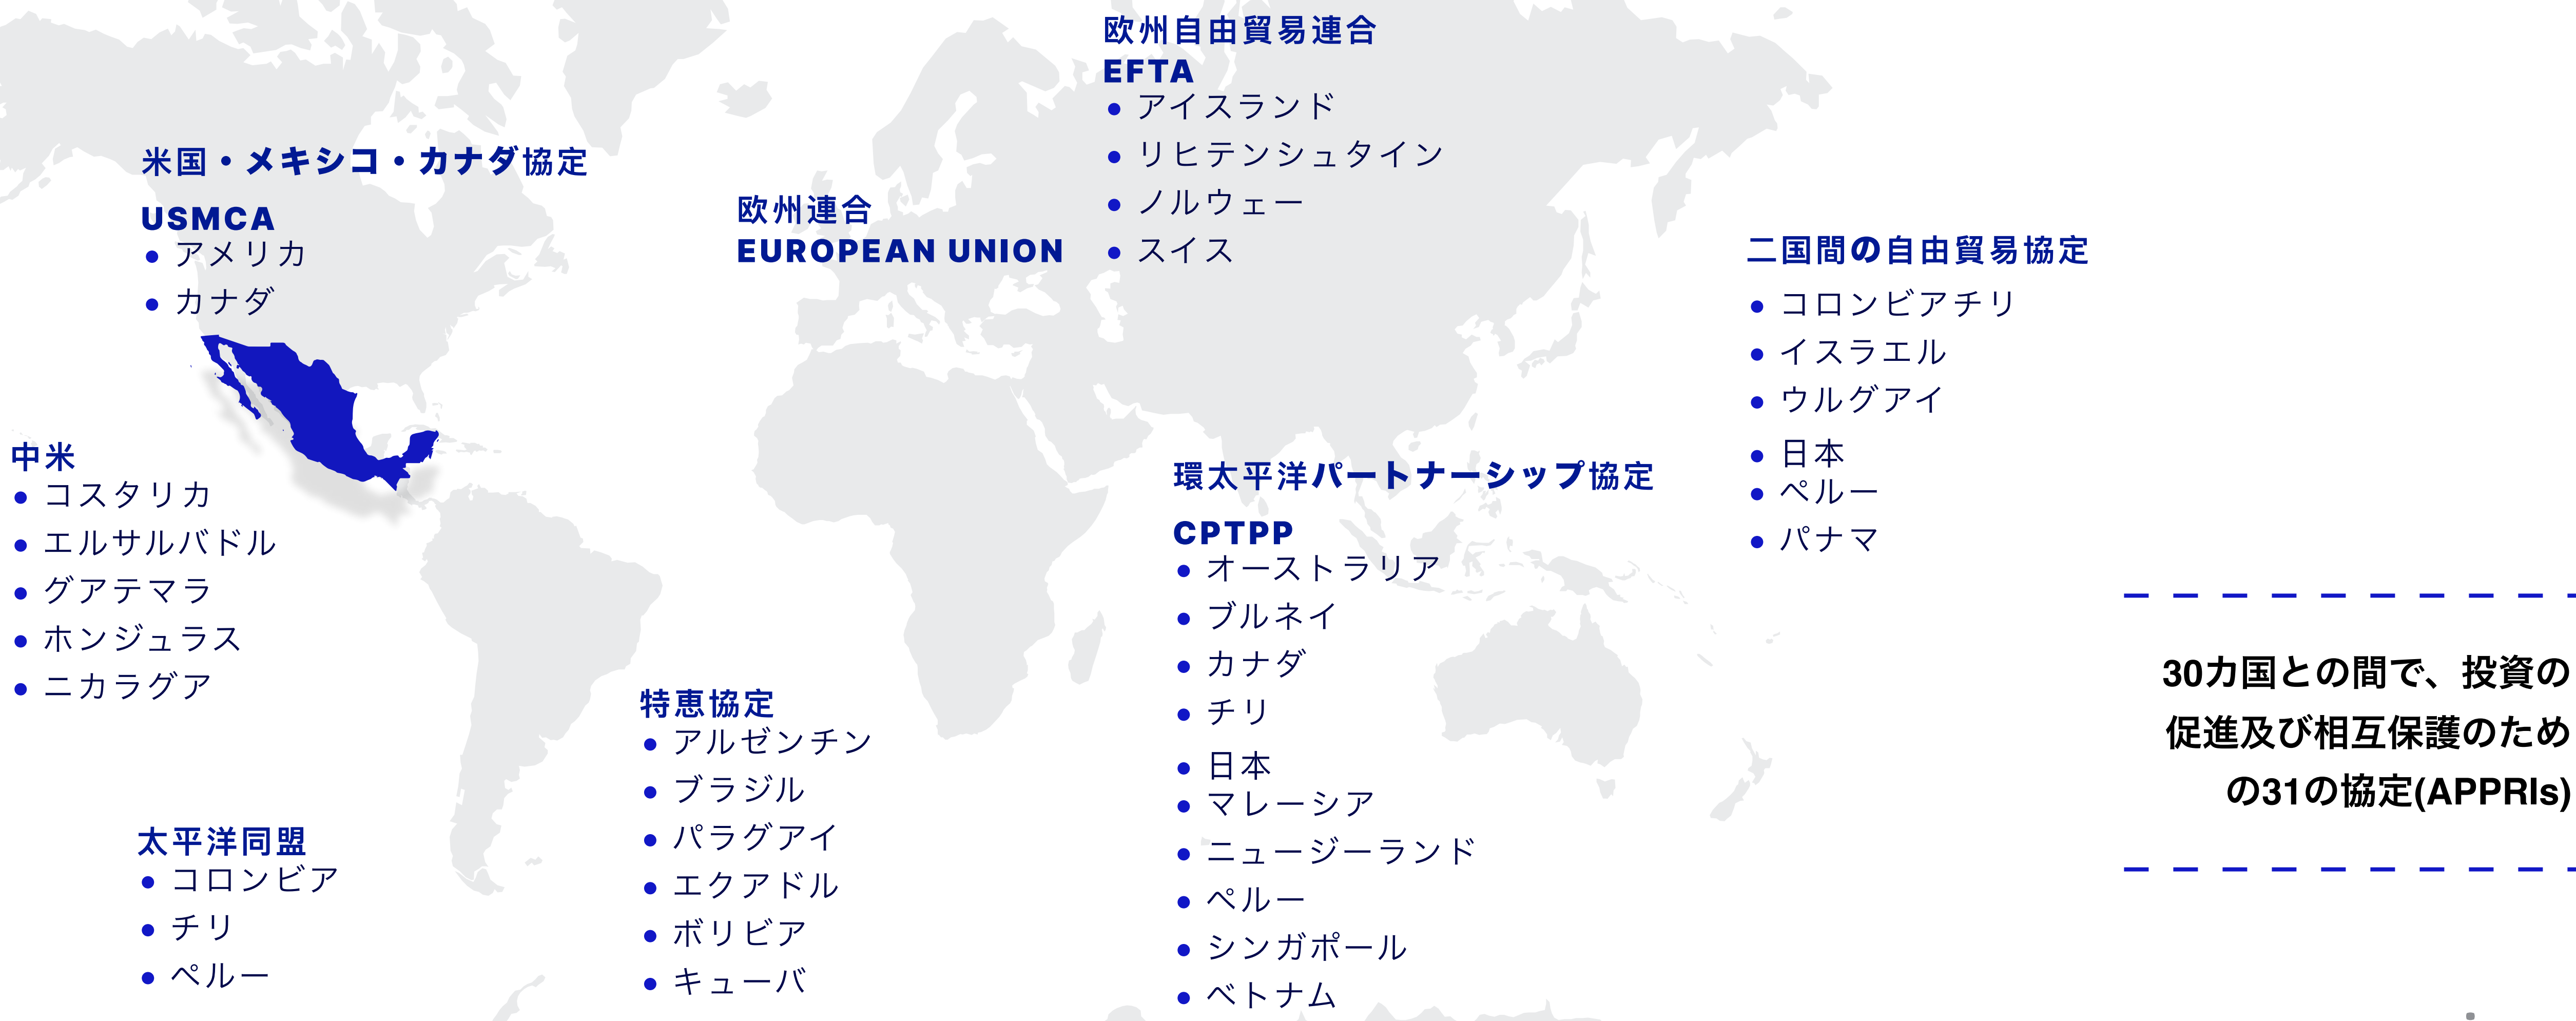 欧州自由貿易連合
EFTA
● アイスランド
● リヒテンシュタイン
● ノルウェー
● スイス
米国・メキシコ・カナダ協定
USMCA
● アメリカ
● カナダ
欧州連合
EUROPEAN UNION
二国間の自由貿易協定
● コロンビアチリ
● イスラエル
● ウルグアイ
● 日本
● ペルー
● パナマ
中米
● コスタリカ
● エルサルバドル
● グアテマラ
● ホンジュラス
● ニカラグア
環太平洋パートナーシップ協定
CPTPP
● オーストラリア
● ブルネイ
● カナダ
● チリ
● 日本
● マレーシア
● ニュージーランド
● ペルー
● シンガポール
● ベトナム
30カ国との間で、投資の
促進及び相互保護のため
の31の協定(APPRIs)
特恵協定
● アルゼンチン
● ブラジル
● パラグアイ
● エクアドル
● ボリビア
● キューバ
太平洋同盟
● コロンビア
● チリ
● ペルー